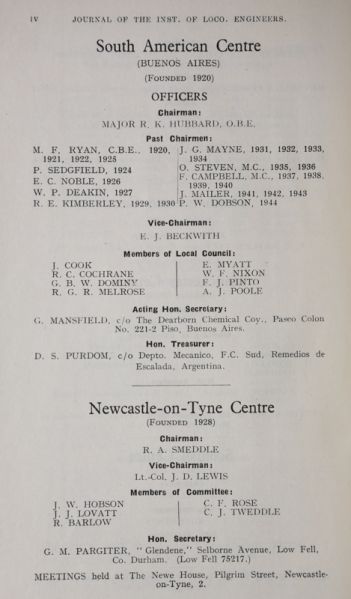 iv JOURNAL OF THE INST. OF LOCO. ENGINEERS.
South American Centre
(BUENOS AIRES)
(FOUNDED 1920)
OFFICERS
Chairman:
MAJOR R. K. HUBBARD, O.B.E.
Past Chairmen:
M. F. RYAN, C.B.E., 1920,
1921, 1922, 1925
P. SEDGFIELD, 1924
E. C. NOBLE, 1926
W. P. DEAKIN, 1927
R. E. KIMBERLEY, 1929, 1930
J. G. MAYNE, 1931, 1932, 1933,
1934
O. STEVEN, M.C., 1935, 1936
F. CAMPBELL, M.C., 1937, 1938,
1939, 1940
J. MAILER, 1941, 1942, 1943
P. W. DOBSON, 1944
Vice-Chairman:
E. J. BECKWITH
Members of Local Council:
J. COOK
R. C. COCHRANE
G. B. W. DOMINY
R. G. R. MELROSE
E. MYATT
W. F. NIXON
F. J. PINTO
A. J. POOLE
Acting Hon. Secretary:
G. MANSFIELD, c/o The Dearborn Chemical Coy., Paseo Colon
No. 221-2 Piso, Buenos Aires.
Hon. Treasurer:
D. S. PURDOM, c/o Depto. Mecanico, F.C. Sud, Remedios de
Escalada, Argentina.
Newcastle-on-Tyne Centre
(FOUNDED 1928)
Chairman:
R. A. SMEDDLE
Vice-Chairman:
Lt.-Col. J. D. LEWIS
Members of Committee:
J. W. HOBSON
J. J. LOVATT
R. BARLOW
C. F. ROSE
C. J. TWEDDLE
Hon. Secretary:
G. M. PARGITER, "Glendene," Selborne Avenue, Low Fell,
Co. Durham. (Low Fell 75217.)
MEETINGS held at The Newe House, Pilgrim Street, Newcastle-
on-Tyne, 2.